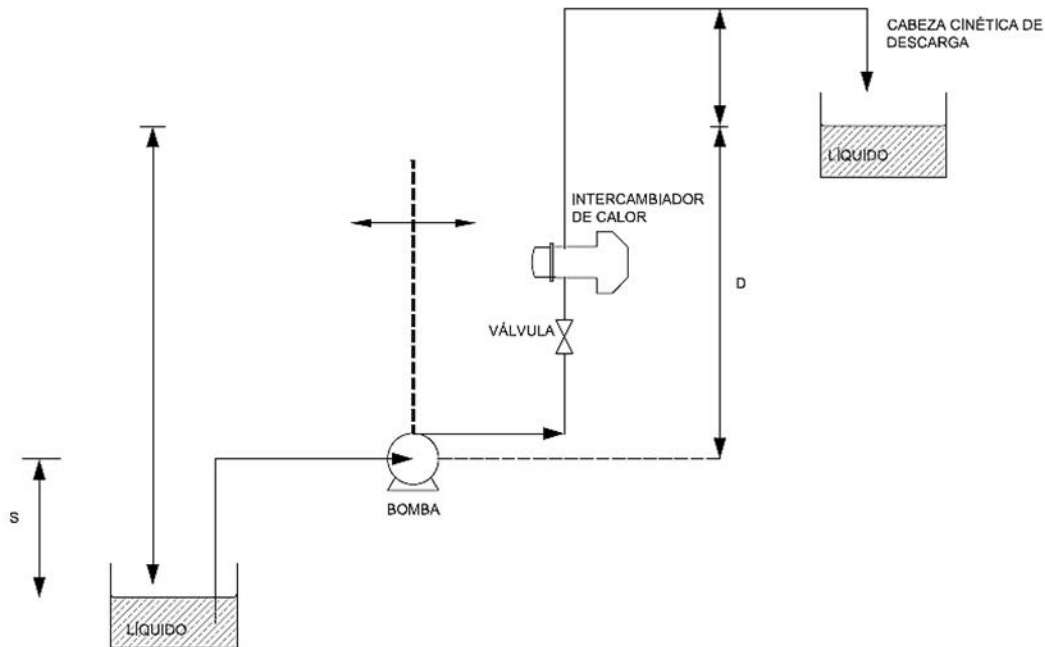 CABEZA CINÉTICA DE
DESCARGA
LÍQUIDO
INTERCAMBIADOR
DE CALOR
D
VÁLVULA
BOMBA
S
LÍQUIDO